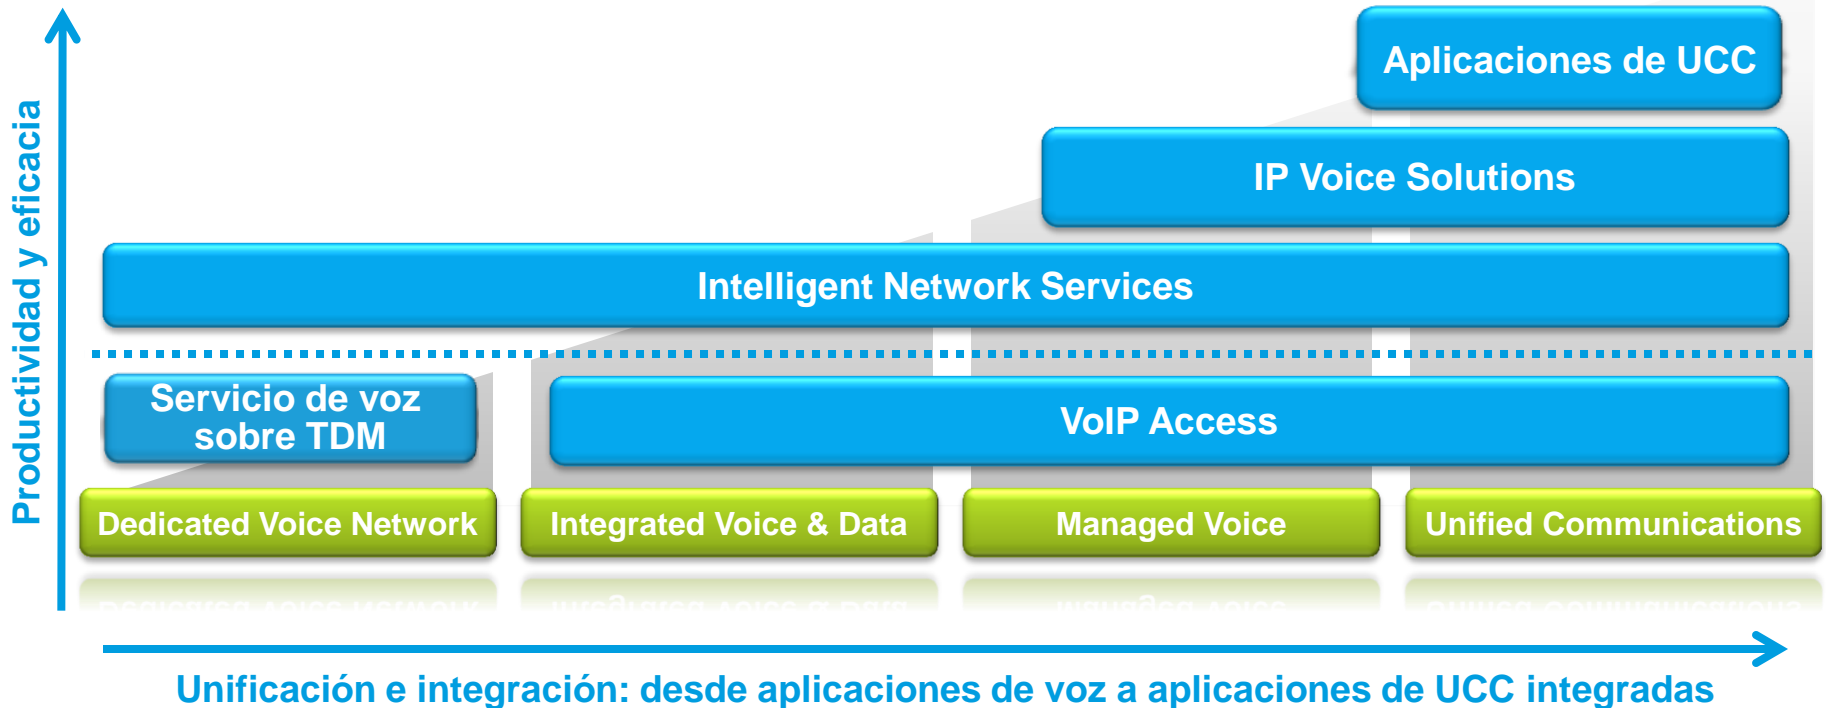 Productividad y eficacia
Aplicaciones de UCC
IP Voice Solutions
Intelligent Network Services
Servicio de voz
sobre TDM
VoIP Access
Dedicated Voice Network
Integrated Voice & Data
Managed Voice
Unified Communications
Unificación e integración: desde aplicaciones de voz a aplicaciones de UCC integradas